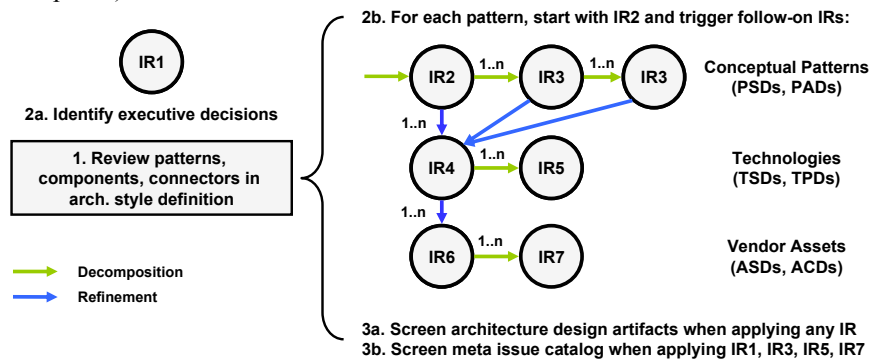 2b. For each pattern, start with IR2 and trigger follow-on IRs:
IR1
2a. Identify executive decisions
1. Review patterns,
components, connectors in
arch. style definition
Decomposition
Refinement
IR2
1..n
IR3
1..n
IR3
Conceptual Patterns
(PSDs, PADs)
1..n
IR4
1..n
IR5
Technologies
(TSDs, TPDs)
1..n
IR6
1..n
IR7
Vendor Assets
(ASDs, ACDs)
3a. Screen architecture design artifacts when applying any IR
3b. Screen meta issue catalog when applying IR1, IR3, IR5, IR7